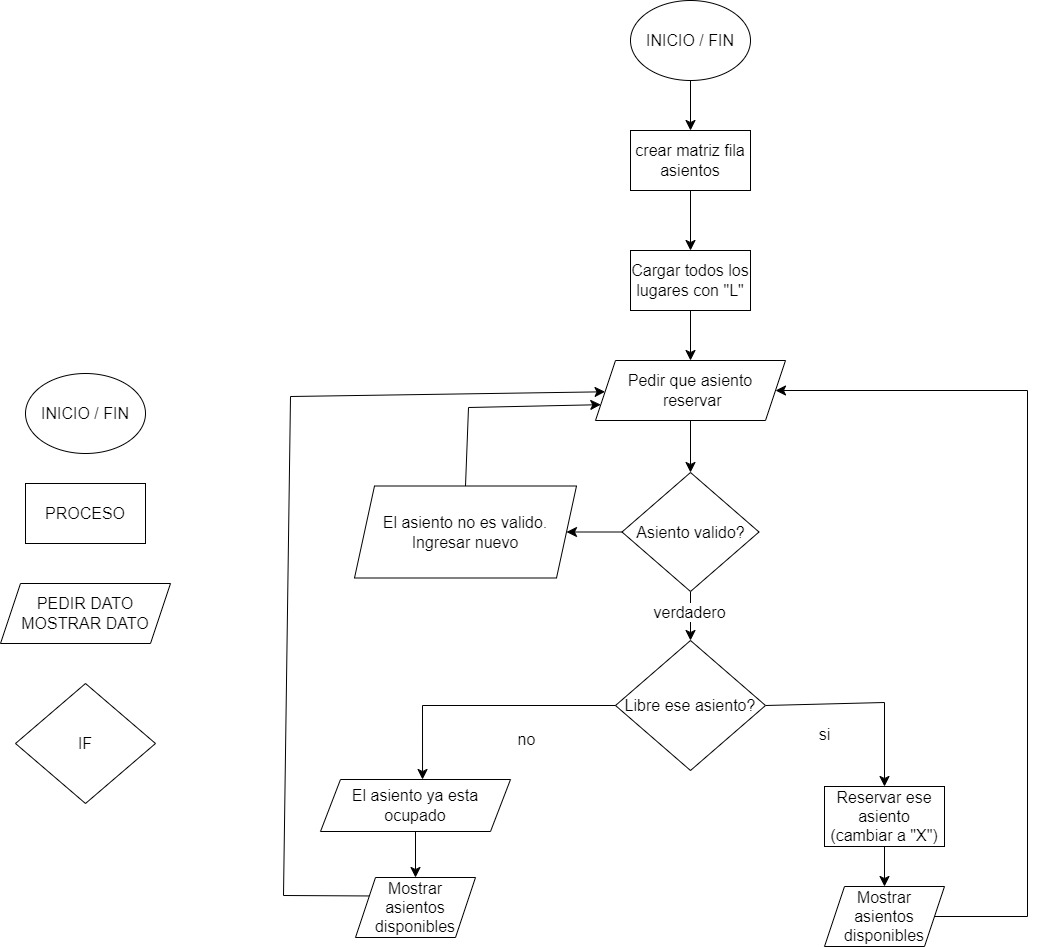 INICIO / FIN
crear matriz fila
asientos
Cargar todos los
lugares con "L"
Pedir que asiento
reservar
El asiento no es valido.
Ingresar nuevo
Asiento valido?
verdadero
Libre ese asiento?
no
si
El asiento ya esta
ocupado
Mostrar
asientos
disponibles
Reservar ese
asiento
(cambiar a "X")
Mostrar
asientos
disponibles
INICIO / FIN
PROCESO
PEDIR DATO
MOSTRAR DATO
IF